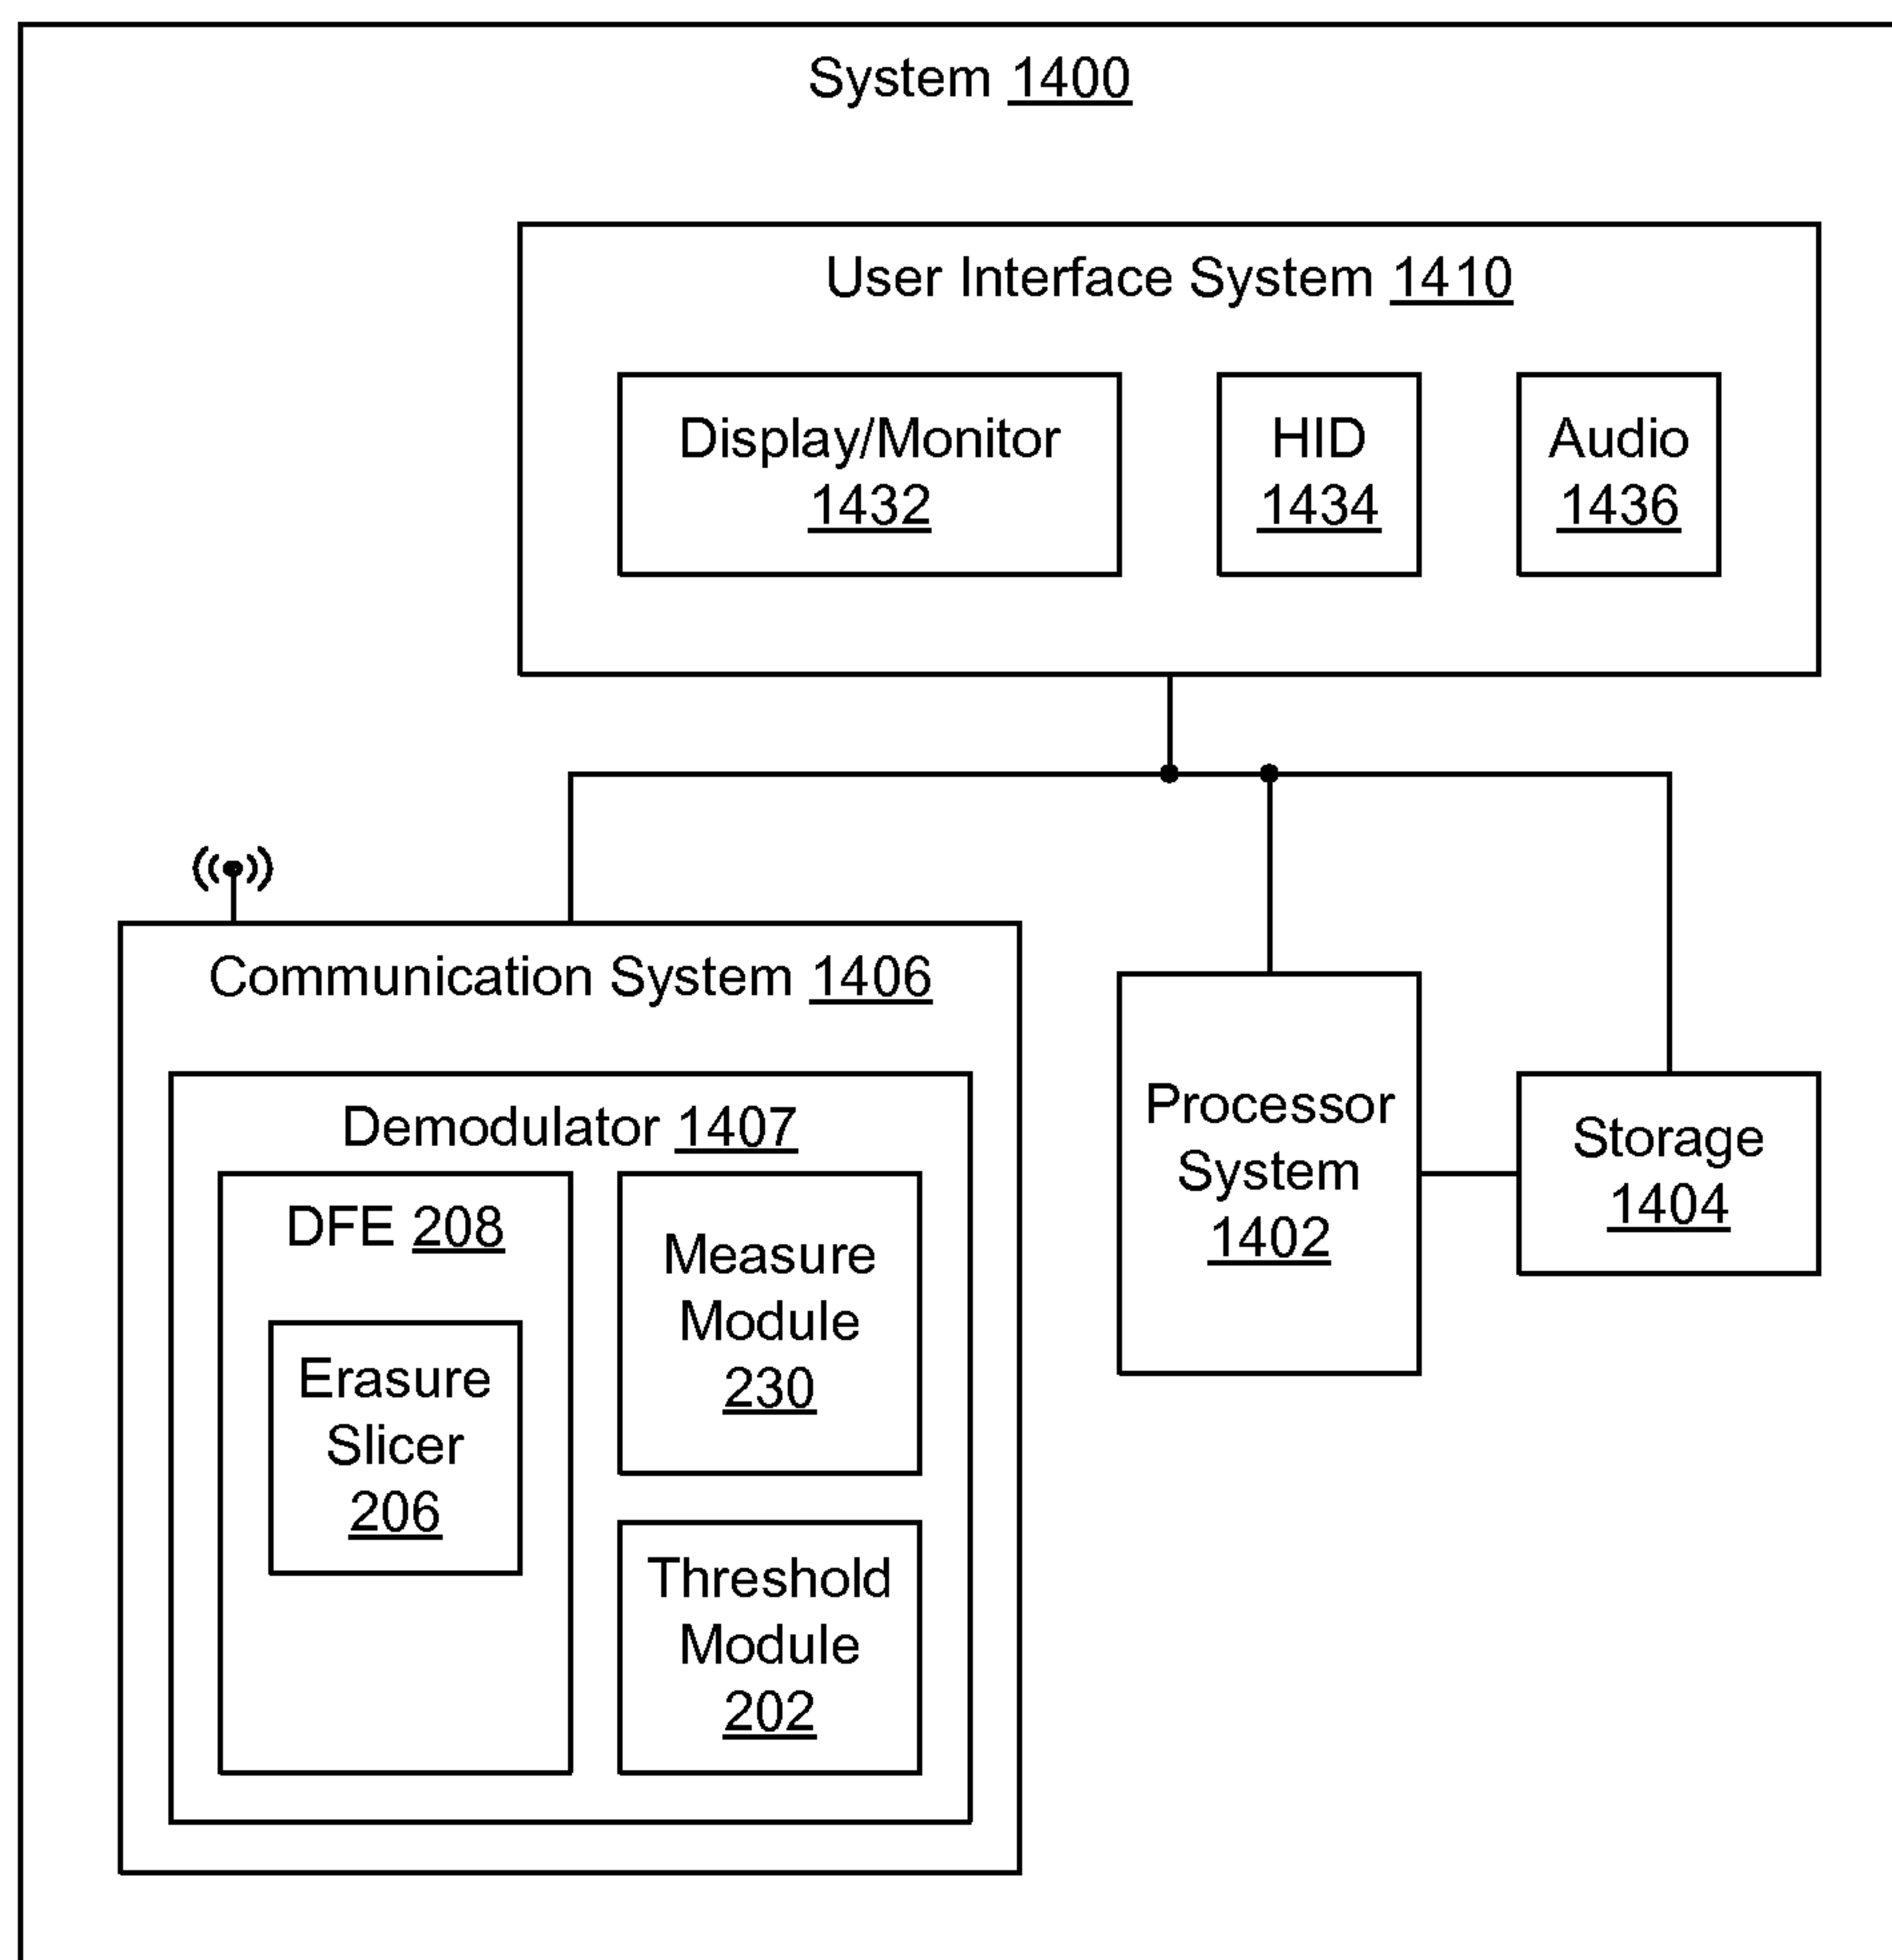 System 1400
User Interface System 1410
Display/Monitor
1432
HID
1434
Audio
1436
Communication System 1406
Demodulator 1407
DFE 208
Erasure
Slicer
206
Measure
Module
230
Threshold
Module
202
Processor
System
1402
Storage
1404